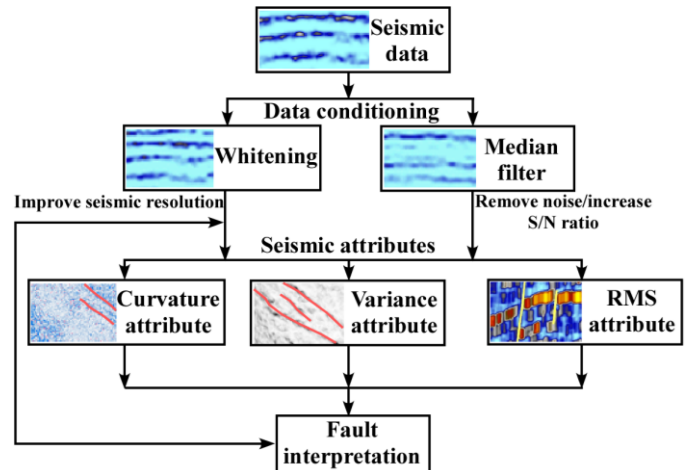 Seismic
data
Data conditioning
Whitening
Median
filter
Improve seismic resolution
Remove noise/increase
S/N ratio
Seismic attributes
Curvature
attribute
Variance
attribute
RMS
attribute
Fault
interpretation